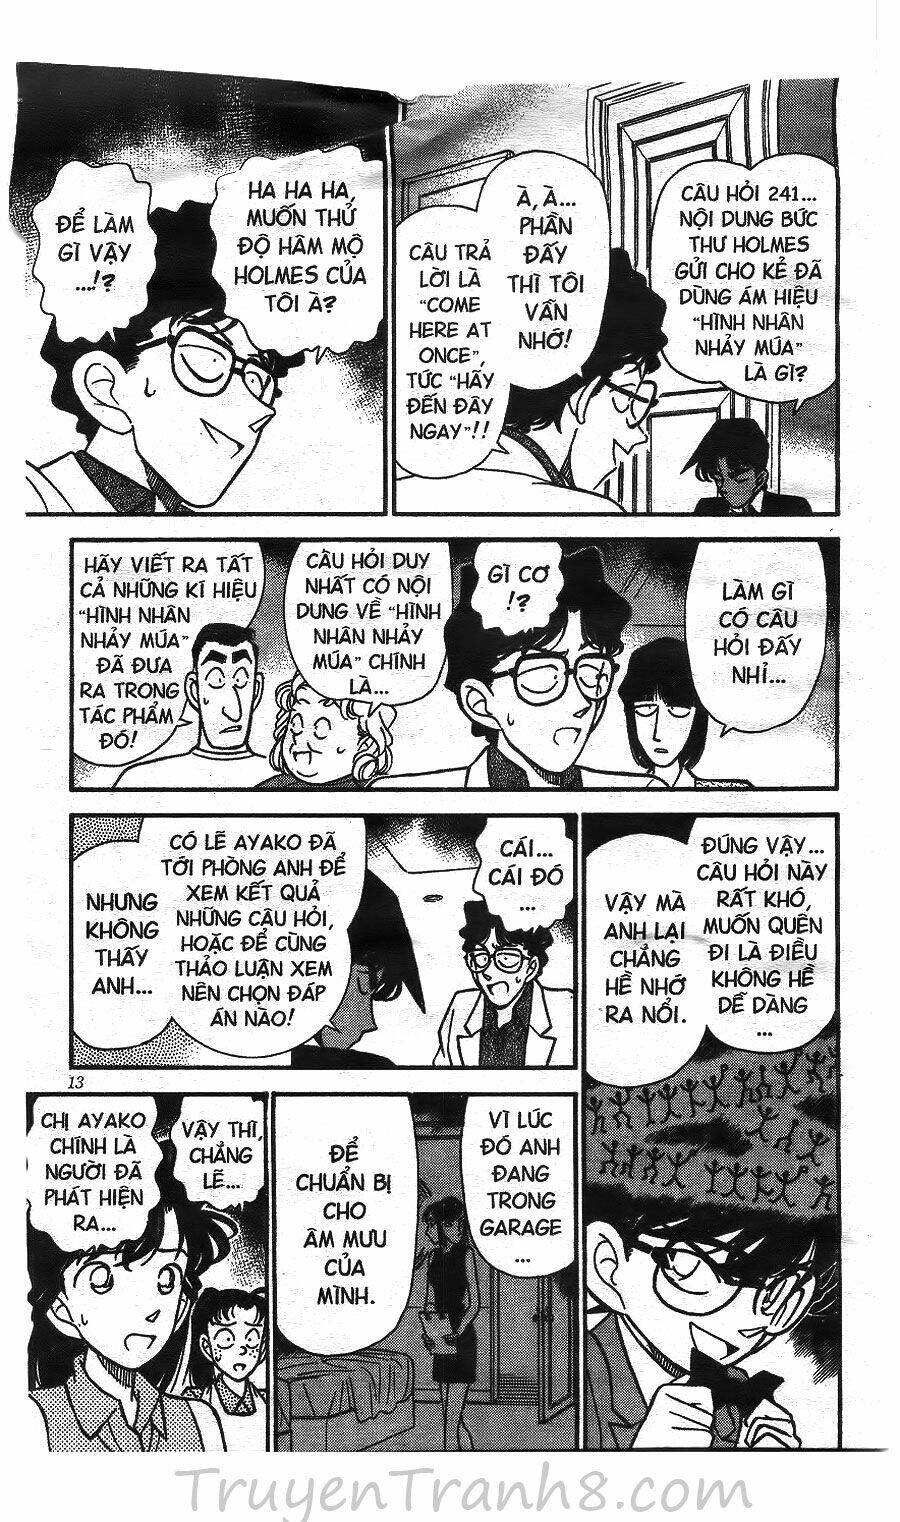 CÂU HỎI 241...
NỘI DUNG BỨC
THƯ HOLMES
GỬI CHO KẺ ĐÃ
DÙNG ÁM HIỆU
“HÌNH NHÂN
NHẢY MÚA”
LÀ GÌ?
À, À...
PHẦN
ĐẤY
THÌ TÔI
VẪN
NHỚ!
CÂU TRẢ
LỜI LÀ
“COME
HERE AT
ONCE”,
TỨC “HÃY
ĐẾN ĐÂY
NGAY”!!
HA HA HA,
MUỐN THỬ
ĐỘ HÂM MỘ
HOLMES CỦA
TÔI À?
ĐỂ LÀM
GÌ VẬY
...!?
LÀM GÌ
CÓ CÂU
HỎI ĐẤY
NHỈ...
GÌ CƠ
!?
CÂU HỎI DUY
NHẤT CÓ NỘI
DUNG VỀ “HÌNH
NHÂN NHẢY
MÚA” CHÍNH
LÀ...
HÃY VIẾT RA TẤT
CẢ NHỮNG KÍ HIỆU
“HÌNH NHÂN
NHẢY MÚA”
ĐÃ ĐƯA
RA TRONG
TÁC PHẨM
ĐÓ!
ĐÚNG VẬY...
CÂU HỎI NÀY
RẤT KHÓ,
MUỐN QUÊN
ĐI LÀ ĐIỀU
KHÔNG HỀ
DỄ DÀNG
...
VẬY MÀ
ANH LẠI
CHẲNG
HỀ NHỚ
RA NỔI.
CÁI...
CÁI ĐÓ
...
CÓ LẼ AYAKO ĐÃ
TỚI PHÒNG ANH ĐỂ
XEM KẾT QUẢ
NHỮNG CÂU HỎI,
HOẶC ĐỂ CÙNG
THẢO LUẬN XEM
NÊN CHỌN ĐÁP
ÁN NÀO!
NHƯNG
KHÔNG
THẤY
ANH...
13
VÌ LÚC
ĐÓ ANH
ĐANG
TRONG
GARAGE
...
ĐỂ
CHUẨN BỊ
CHO
ÂM MƯU
CỦA
MÌNH.
VẬY THÌ,
CHẲNG
LẼ...
CHỊ AYAKO
CHÍNH LÀ
NGƯỜI ĐÃ
PHÁT HIỆN
RA...
TruyenTranh8.com